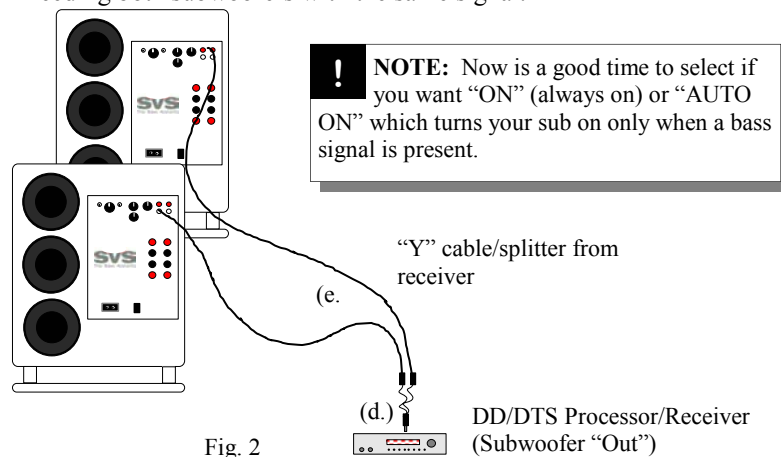 SVS
! NOTE: Now is a good time to select if
you want “ON” (always on) or “AUTO
ON” which turns your sub on only when a bass
signal is present.
SVS
“Y” cable/splitter from
receiver
(e.
(d.)
DD/DTS Processor/Receiver
(Subwoofer “Out”)
Fig. 2